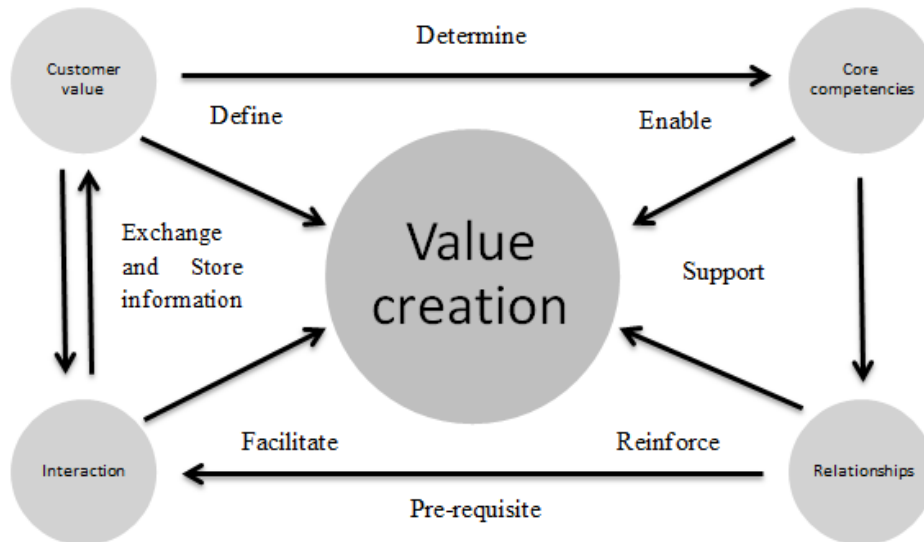 Customer
value
Determine
Core
competencies
Define
Enable
Value
creation
Exchange
and Store
information
Support
Interaction
Facilitate
Reinforce
Relationships
Pre-requisite